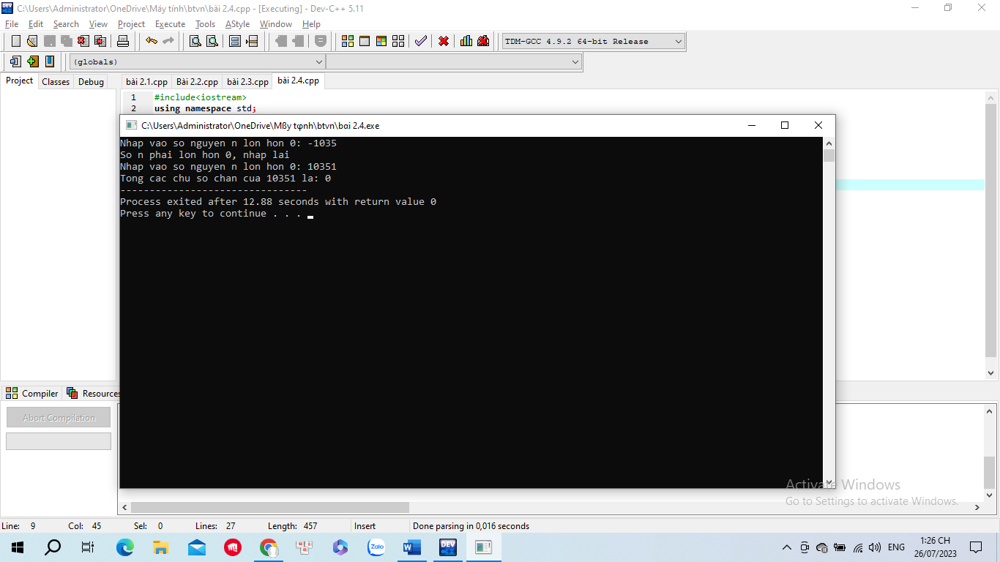 C:\Users\Administrator\OneDrive\Máy tính\btvn\bài 2.4.cpp - [Executing] - Dev-C++ 5.11
File Edit Search View Project Execute Tools AStyle Window Help
TDM-GCC 4.9.2 64-bit Release
(globals)
Project Classes Debug bài 2.1.cpp Bài 2.2.cpp bài 2.3.cpp bài 2.4.cpp
1 #include<iostream>
2 using namespace std;
C:\Users\Administrator\OneDrive\Mßy tφnh\btvn\bαi 2.4.exe
Nhap vao so nguyen n lon hon 0: -1035
So n phai lon hon 0, nhap lai
Nhap vao so nguyen n lon hon 0: 10351
Tong cac chu so chan cua 10351 la: 0
--------------------------------
Process exited after 12.88 seconds with return value 0
Press any key to continue . . .
Compiler Resources
Abort Compilation
Activate Windows
Go to Settings to activate Windows.
Line: 9 Col: 45 Sel: 0 Lines: 27 Length: 457 Insert Done parsing in 0,016 seconds
Zalo
DEV
ENG
1:26 CH
26/07/2023